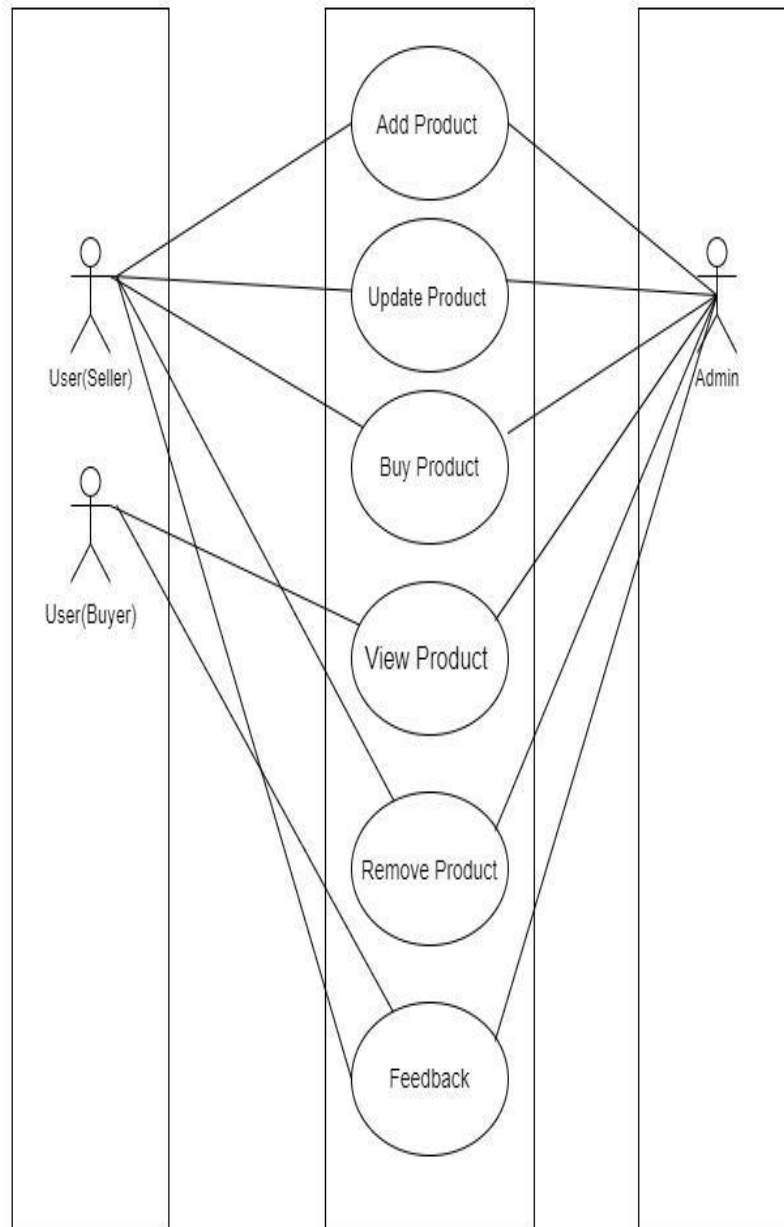 Add Product
Update Product
User(Seller)
Admin
Buy Product
User(Buyer)
View Product
Remove Product
Feedback